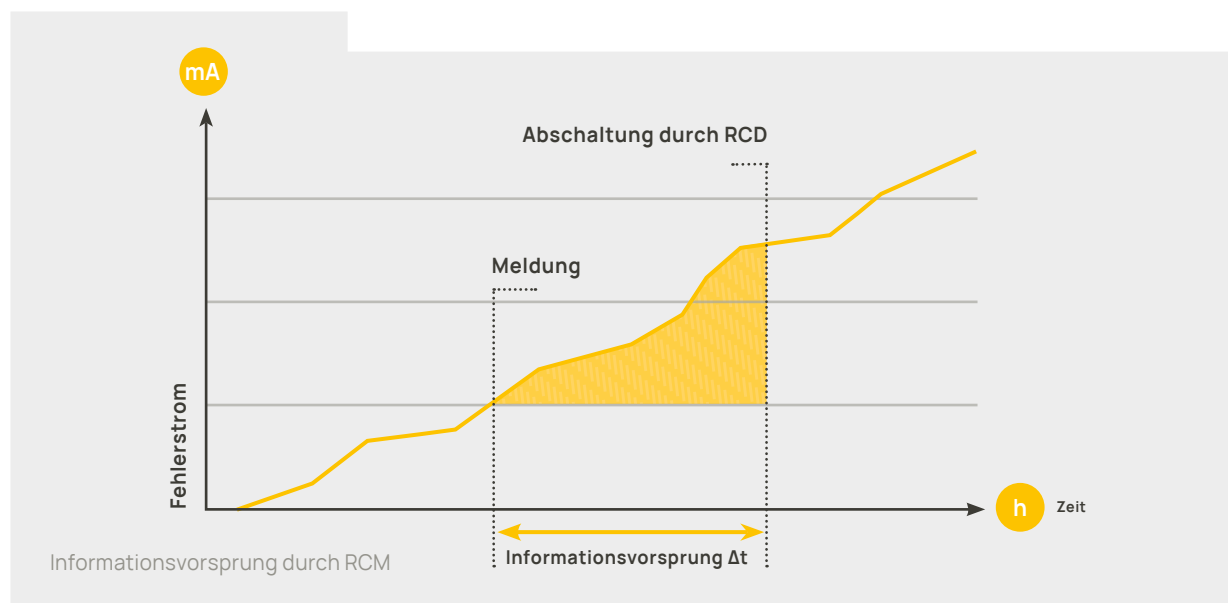 mA
Abschaltung durch RCD
Meldung
Fehlerstrom
h
Zeit
Informationsvorsprung Δt
Informationsvorsprung durch RCM